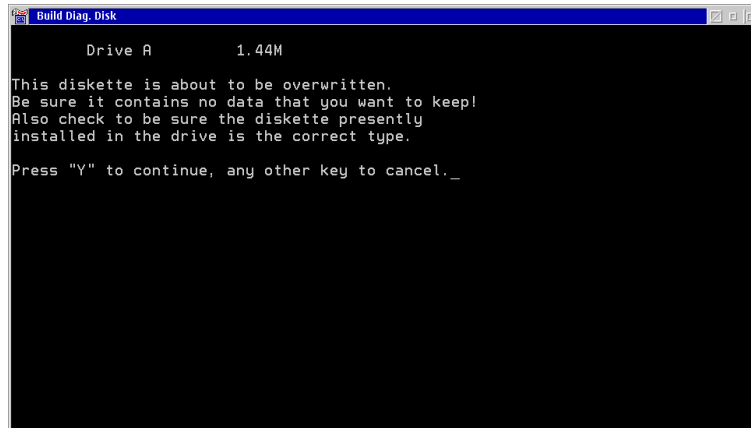 Build Diag. Disk
Drive A 1.44M
This diskette is about to be overwritten.
Be sure it contains no data that you want to keep!
Also check to be sure the diskette presently
installed in the drive is the correct type.
Press "Y" to continue, any other key to cancel._